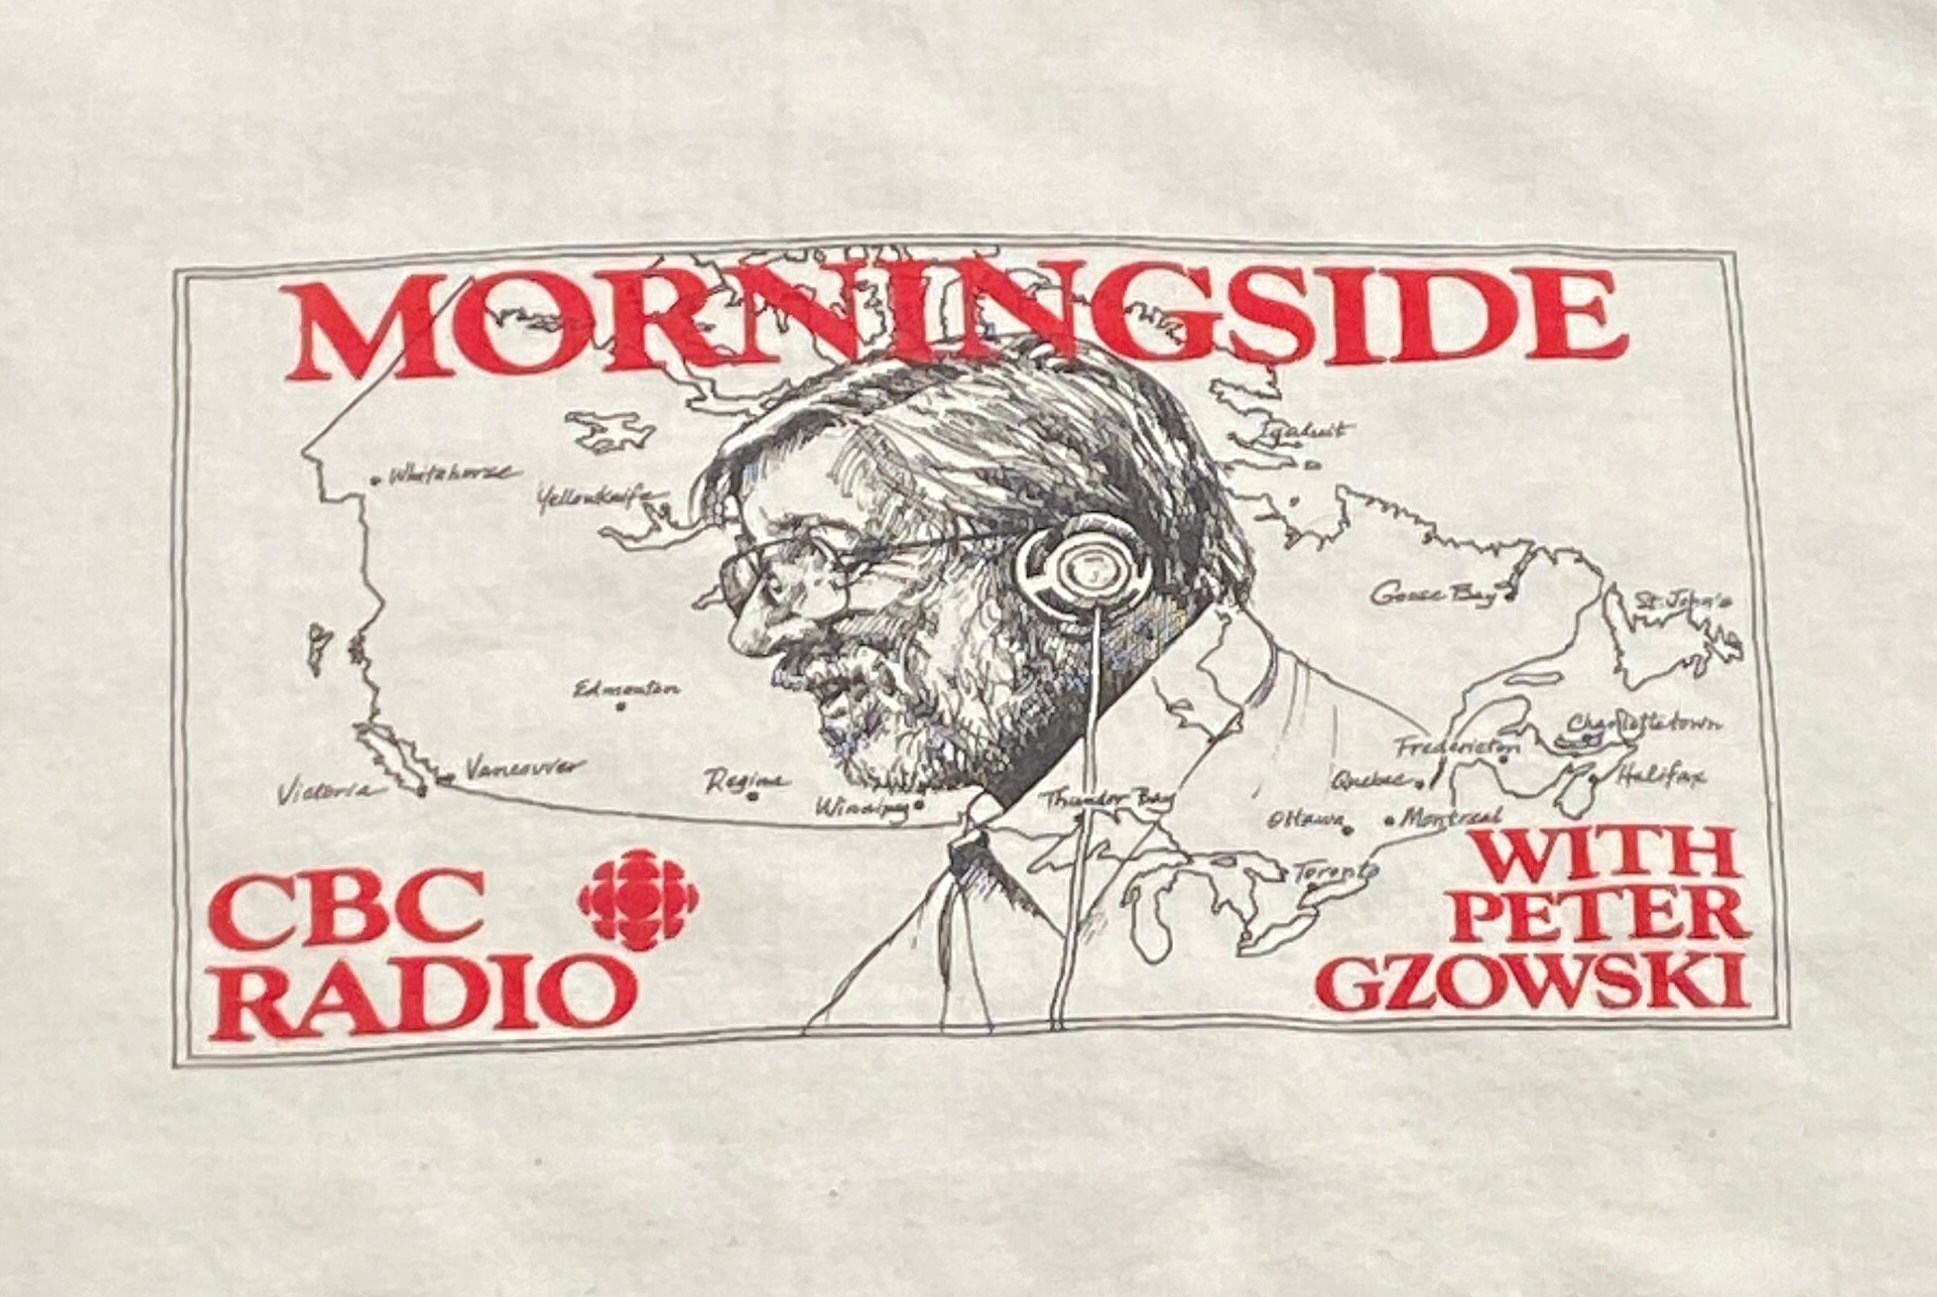 MORNINGSIDE
Iqaluit
Whitehorse
Yellowknife
Goose Bay
St. John's
Edmonton
Charlottetown
Fredericton
Vancouver
Regina
Quebec
Halifax
Victoria
Winnipeg
Thunder Bay
Ottawa
Montreal
Toronto
CBC
RADIO
WITH
PETER
GZOWSKI